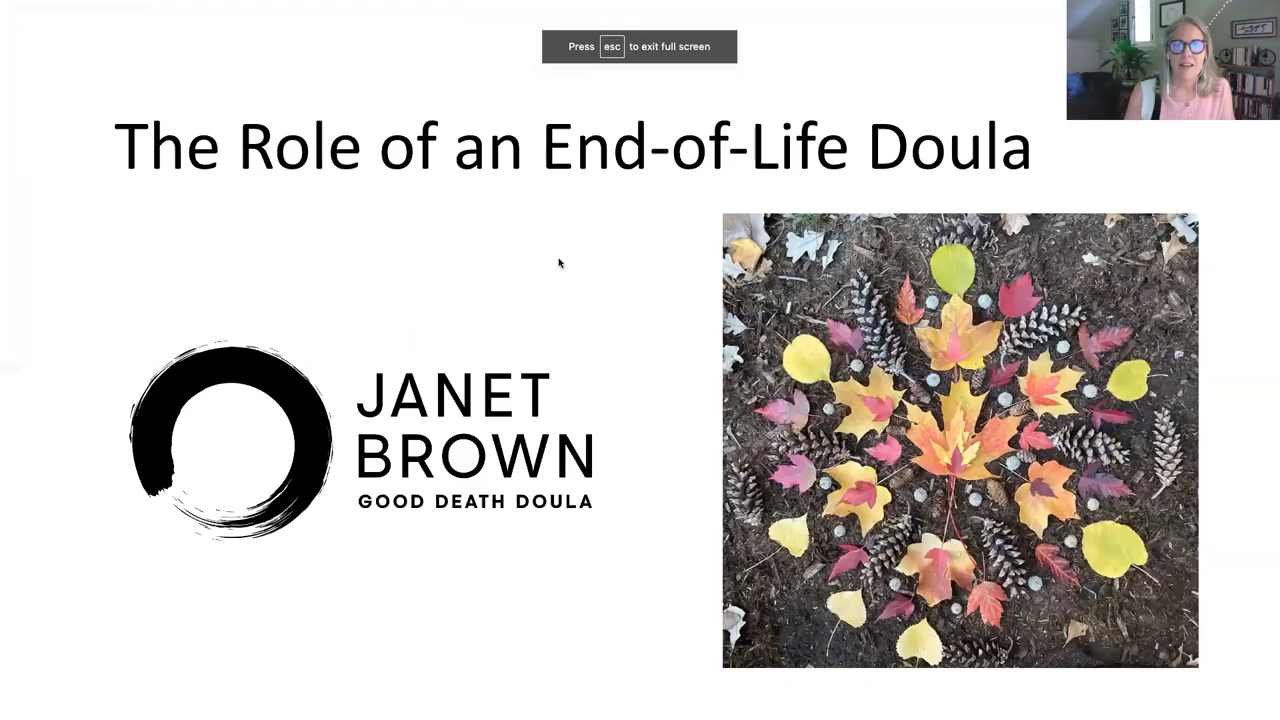 Press esc to exit full screen
The Role of an End-of-Life Doula
JANET
BROWN
GOOD DEATH DOULA